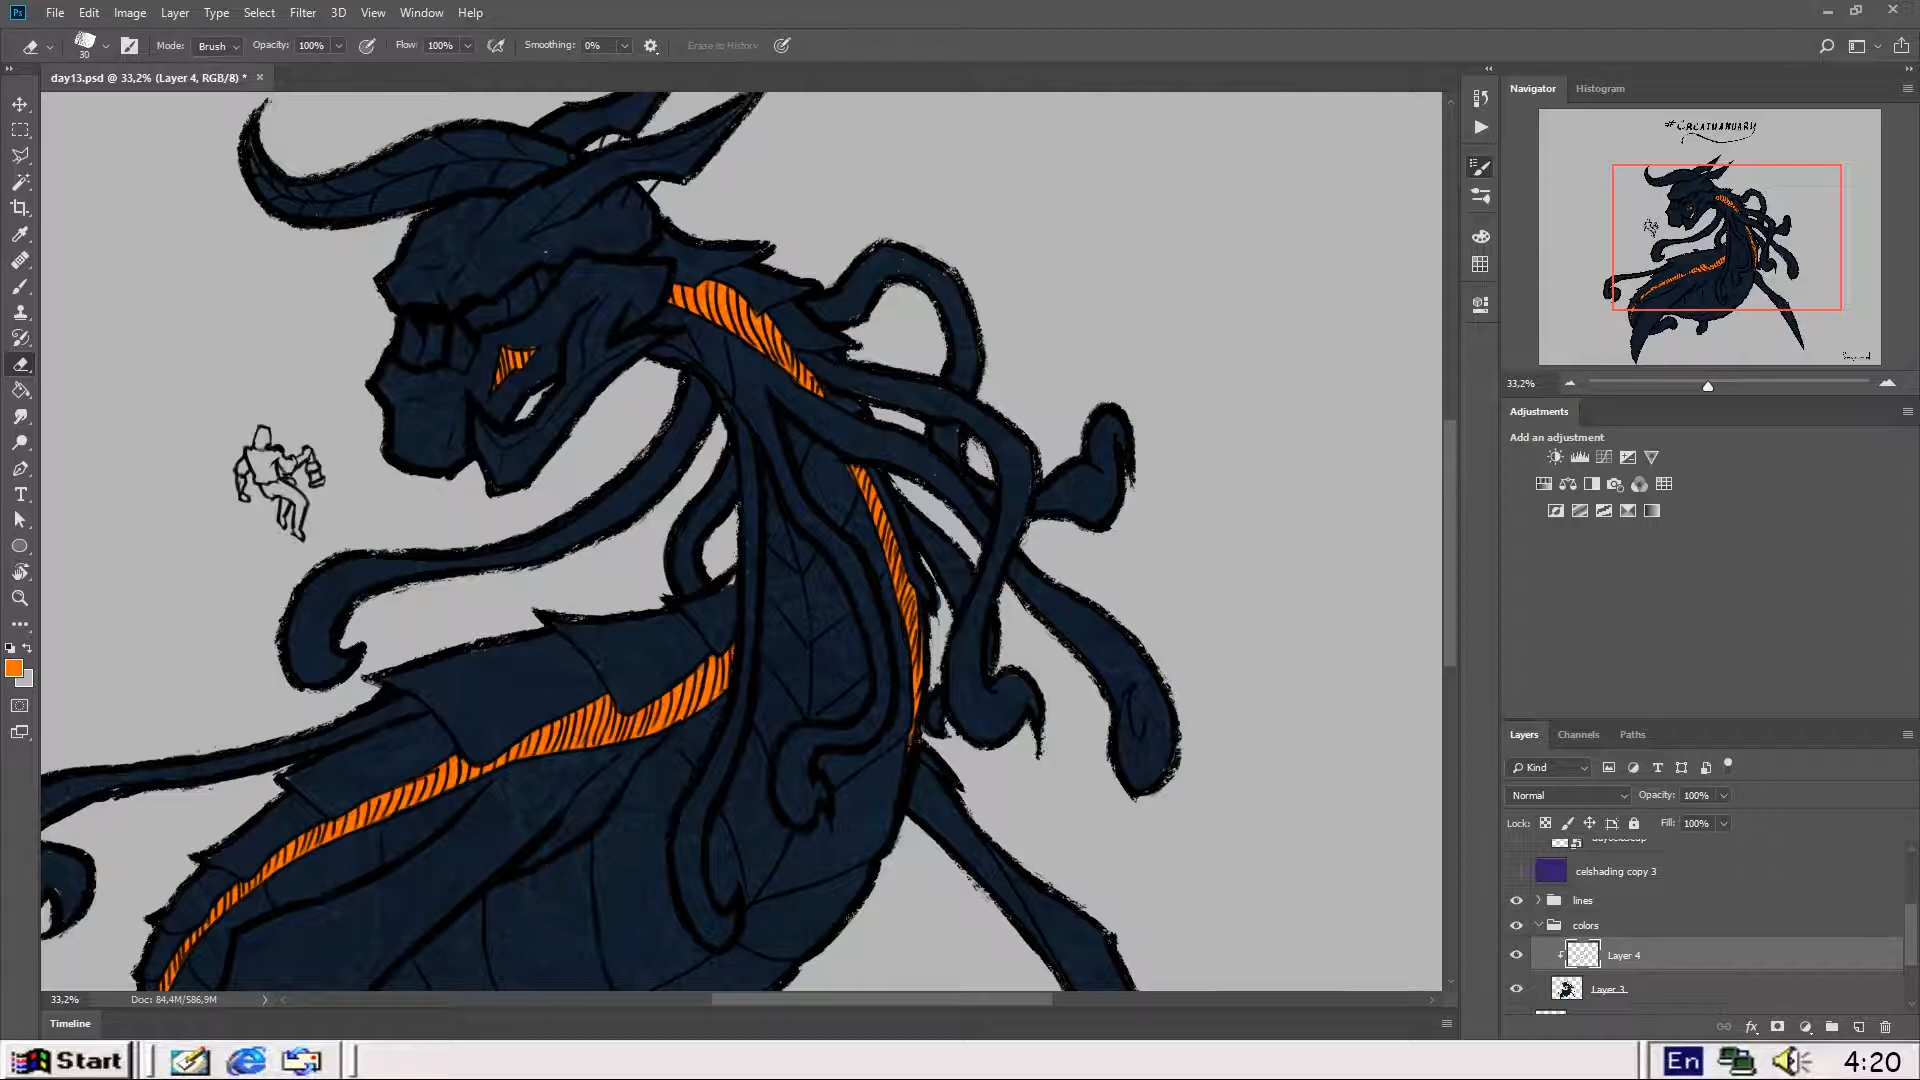 File Edit Image Layer Type Select Filter 3D View Window Help
30 Mode: Brush Opacity: 100% Flow: 100% Smoothing: 0% Erase to History
day13.psd @ 33,2% (Layer 4, RGB/8) *
Navigator Histogram
33,2%
Adjustments
Add an adjustment
Layers Channels Paths
Kind
Normal Opacity: 100%
Lock: Fill: 100%
celshading copy 3
lines
colors
Layer 4
Layer 3
33,2% Doc: 84,4M/586,9M
Timeline
Start En 4:20